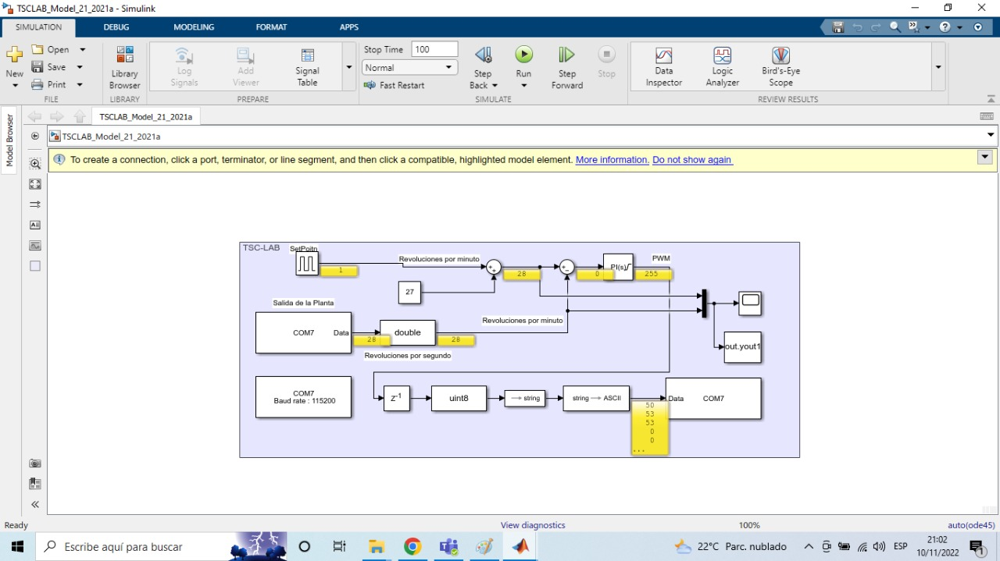 TSCLAB_Model_21_2021a - Simulink
SIMULATION DEBUG MODELING FORMAT APPS
New
Open
Save
Print
FILE
Library
Browser
LIBRARY
Log
Signals
Add
Viewer
Signal
Table
PREPARE
Stop Time 100
Normal
Fast Restart
Step
Back
Run
Step
Forward
Stop
SIMULATE
Data
Inspector
Logic
Analyzer
Bird's-Eye
Scope
REVIEW RESULTS
Model Browser
TSCLAB_Model_21_2021a
TSCLAB_Model_21_2021a
To create a connection, click a port, terminator, or line segment, and then click a compatible, highlighted model element. More information. Do not show again
TSC-LAB
SetPoitn
1
Revoluciones por minuto
28
0
PI(s)
PWM
255
27
Salida de la Planta
COM7 Data
28
double
28
Revoluciones por segundo
Revoluciones por minuto
out.yout1
COM7
Baud rate : 115200
Z-1
uint8
string
string ASCII
50
53
53
0
0
...
Data COM7
Ready
View diagnostics
100%
auto(ode45)
Escribe aquí para buscar
22°C Parc. nublado
ESP
21:02
10/11/2022
1